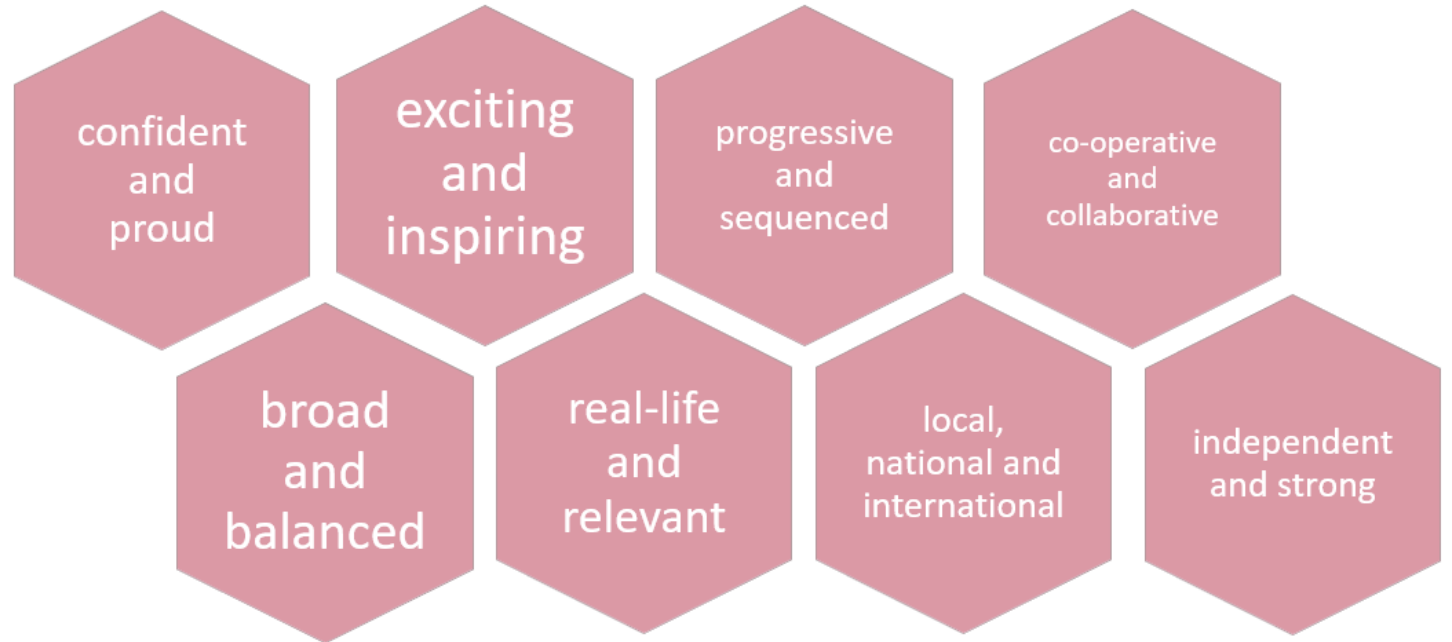 confident
and
proud
exciting
and
inspiring
progressive
and
sequenced
co-operative
and
collaborative
broad
and
balanced
real-life
and
relevant
local,
national and
international
independent
and strong